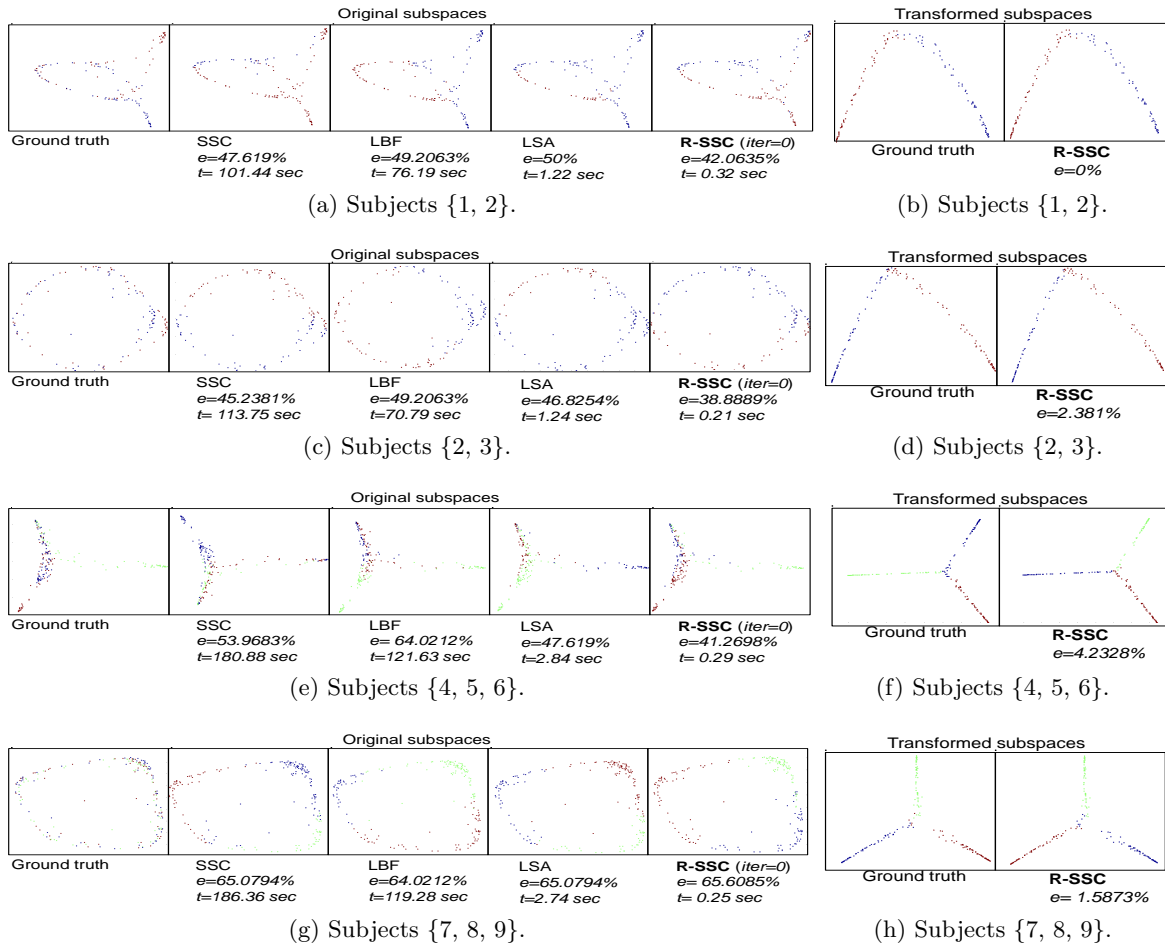 Original subspaces
Ground truth
SSC
e=47.619%
t= 101.44 sec
LBF
e=49.2063%
t= 76.19 sec
LSA
e=50%
t=1.22 sec
R-SSC (iter=0)
e=42.0635%
t= 0.32 sec
(a) Subjects {1, 2}.
Transformed subspaces
Ground truth
R-SSC
e=0%
(b) Subjects {1, 2}.
Original subspaces
Ground truth
SSC
e=45.2381%
t= 113.75 sec
LBF
e=49.2063%
t=70.79 sec
LSA
e=46.8254%
t=1.24 sec
R-SSC (iter=0)
e=38.8889%
t= 0.21 sec
(c) Subjects {2, 3}.
Transformed subspaces
Ground truth
R-SSC
e=2.381%
(d) Subjects {2, 3}.
Original subspaces
Ground truth
SSC
e=53.9683%
t=180.88 sec
LBF
e= 64.0212%
t=121.63 sec
LSA
e=47.619%
t=2.84 sec
R-SSC (iter=0)
e=41.2698%
t= 0.29 sec
(e) Subjects {4, 5, 6}.
Transformed subspaces
Ground truth
R-SSC
e=4.2328%
(f) Subjects {4, 5, 6}.
Original subspaces
Ground truth
SSC
e=65.0794%
t=186.36 sec
LBF
e=64.0212%
t=119.28 sec
LSA
e=65.0794%
t=2.74 sec
R-SSC (iter=0)
e= 65.6085%
t= 0.25 sec
(g) Subjects {7, 8, 9}.
Transformed subspaces
Ground truth
R-SSC
e= 1.5873%
(h) Subjects {7, 8, 9}.